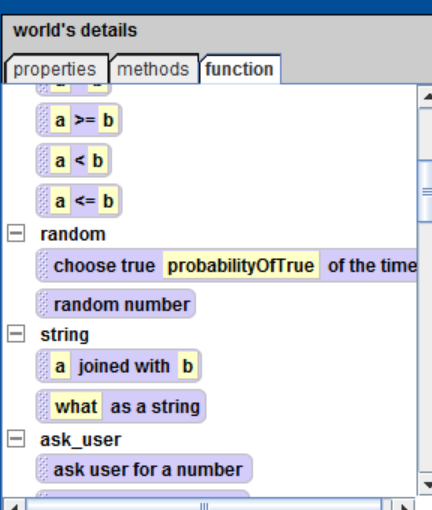 world's details
properties methods function
a >= b
a < b
a <= b
random
choose true probabilityOfTrue of the time
random number
string
a joined with b
what as a string
ask_user
ask user for a number